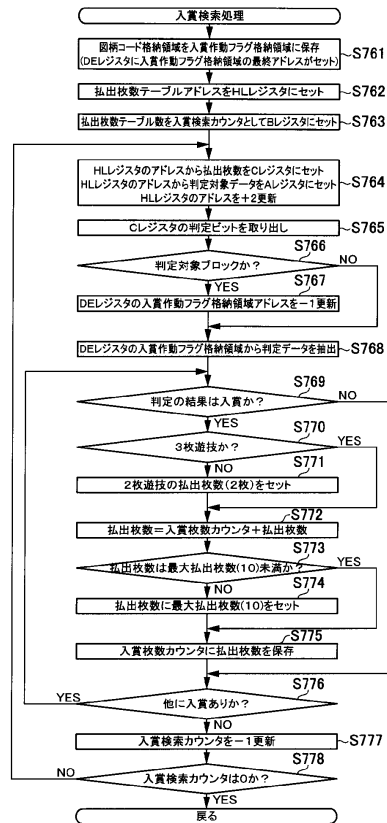 入賞検索処理
図柄コード格納領域を入賞作動フラグ格納領域に保存
(DEレジスタに入賞作動フラグ格納領域の最終アドレスがセット)
S761
払出枚数テーブルアドレスをHLレジスタにセット
S762
払出枚数テーブル数を入賞検索カウンタとしてBレジスタにセット
S763
HLレジスタのアドレスから払出枚数をCレジスタにセット
HLレジスタのアドレスから判定対象データをAレジスタにセット
HLレジスタのアドレスを+2更新
S764
Cレジスタの判定ビットを取り出し
S765
S766
判定対象ブロックか?
NO
YES
S767
DEレジスタの入賞作動フラグ格納領域アドレスを-1更新
DEレジスタの入賞作動フラグ格納領域から判定データを抽出
S768
S769
判定の結果は入賞か?
NO
YES
S770
3枚遊技か?
YES
NO
S771
2枚遊技の払出枚数(2枚)をセット
S772
払出枚数=入賞枚数カウンタ+払出枚数
S773
払出枚数は最大払出枚数(10)未満か?
YES
NO
S774
払出枚数に最大払出枚数(10)をセット
S775
入賞枚数カウンタに払出枚数を保存
S776
YES
他に入賞ありか?
NO
入賞検索カウンタを-1更新
S777
S778
NO
入賞検索カウンタは0か?
YES
戻る